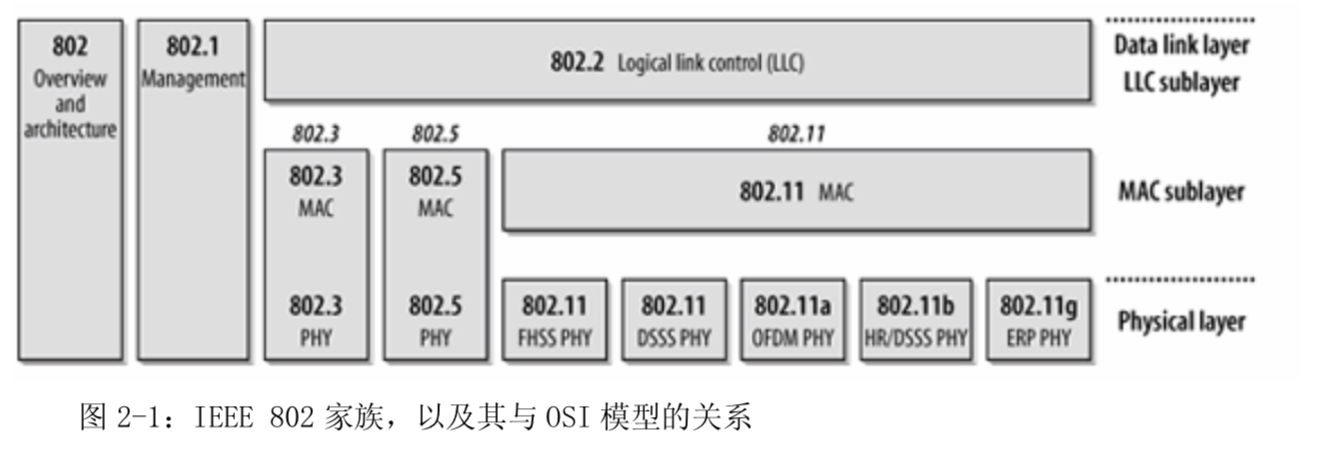 802
Overview
and
architecture
802.1
Management
802.2 Logical link control (LLC)
Data link layer
LLC sublayer
802.3
802.5
802.11
802.3
MAC
802.5
MAC
802.11 MAC
MAC sublayer
802.3
PHY
802.5
PHY
802.11
FHSS PHY
802.11
DSSS PHY
802.11a
OFDM PHY
802.11b
HR/DSSS PHY
802.11g
ERP PHY
Physical layer
图 2-1：IEEE 802 家族，以及其与 OSI 模型的关系